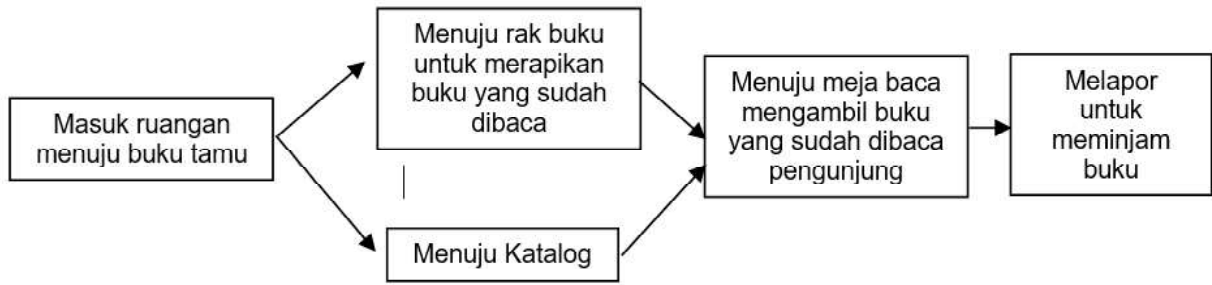 Masuk ruangan
menuju buku tamu
Menuju rak buku
untuk merapikan
buku yang sudah
dibaca
Menuju Katalog
Menuju meja baca
mengambil buku
yang sudah dibaca
pengunjung
Melapor
untuk
meminjam
buku